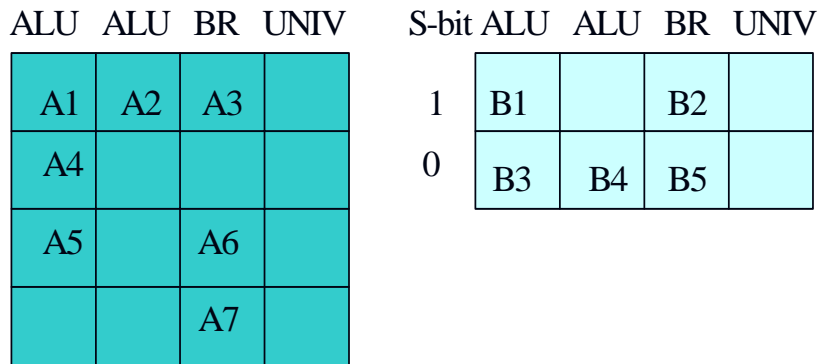 ALU ALU BR UNIV S-bit ALU ALU BR UNIV
A1 A2 A3 1 B1 B2
A4 0 B3 B4 B5
A5 A6
A7